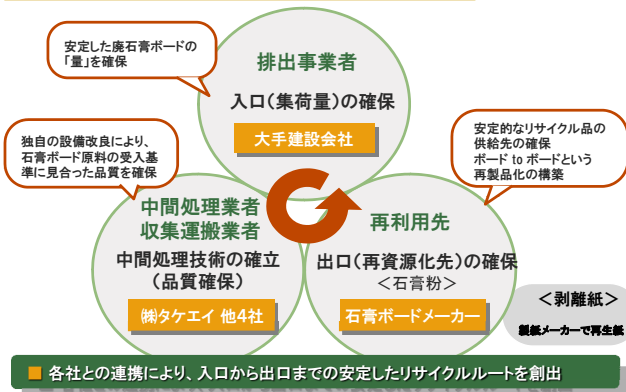 安定した廃石膏ボードの
「量」を確保
排出事業者
入口(集荷量)の確保
大手建設会社
独自の設備改良により、
石膏ボード原料の受入基
準に見合った品質を確保
安定的なリサイクル品の
供給先の確保
ボード to ボードという
再製品化の構築
中間処理業者
収集運搬業者
中間処理技術の確立
(品質確保)
㈱タケエイ 他4社
再利用先
出口(再資源化先)の確保
<石膏粉>
石膏ボードメーカー
<剥離紙>
製紙メーカーで再生紙
■ 各社との連携により、入口から出口までの安定したリサイクルルートを創出